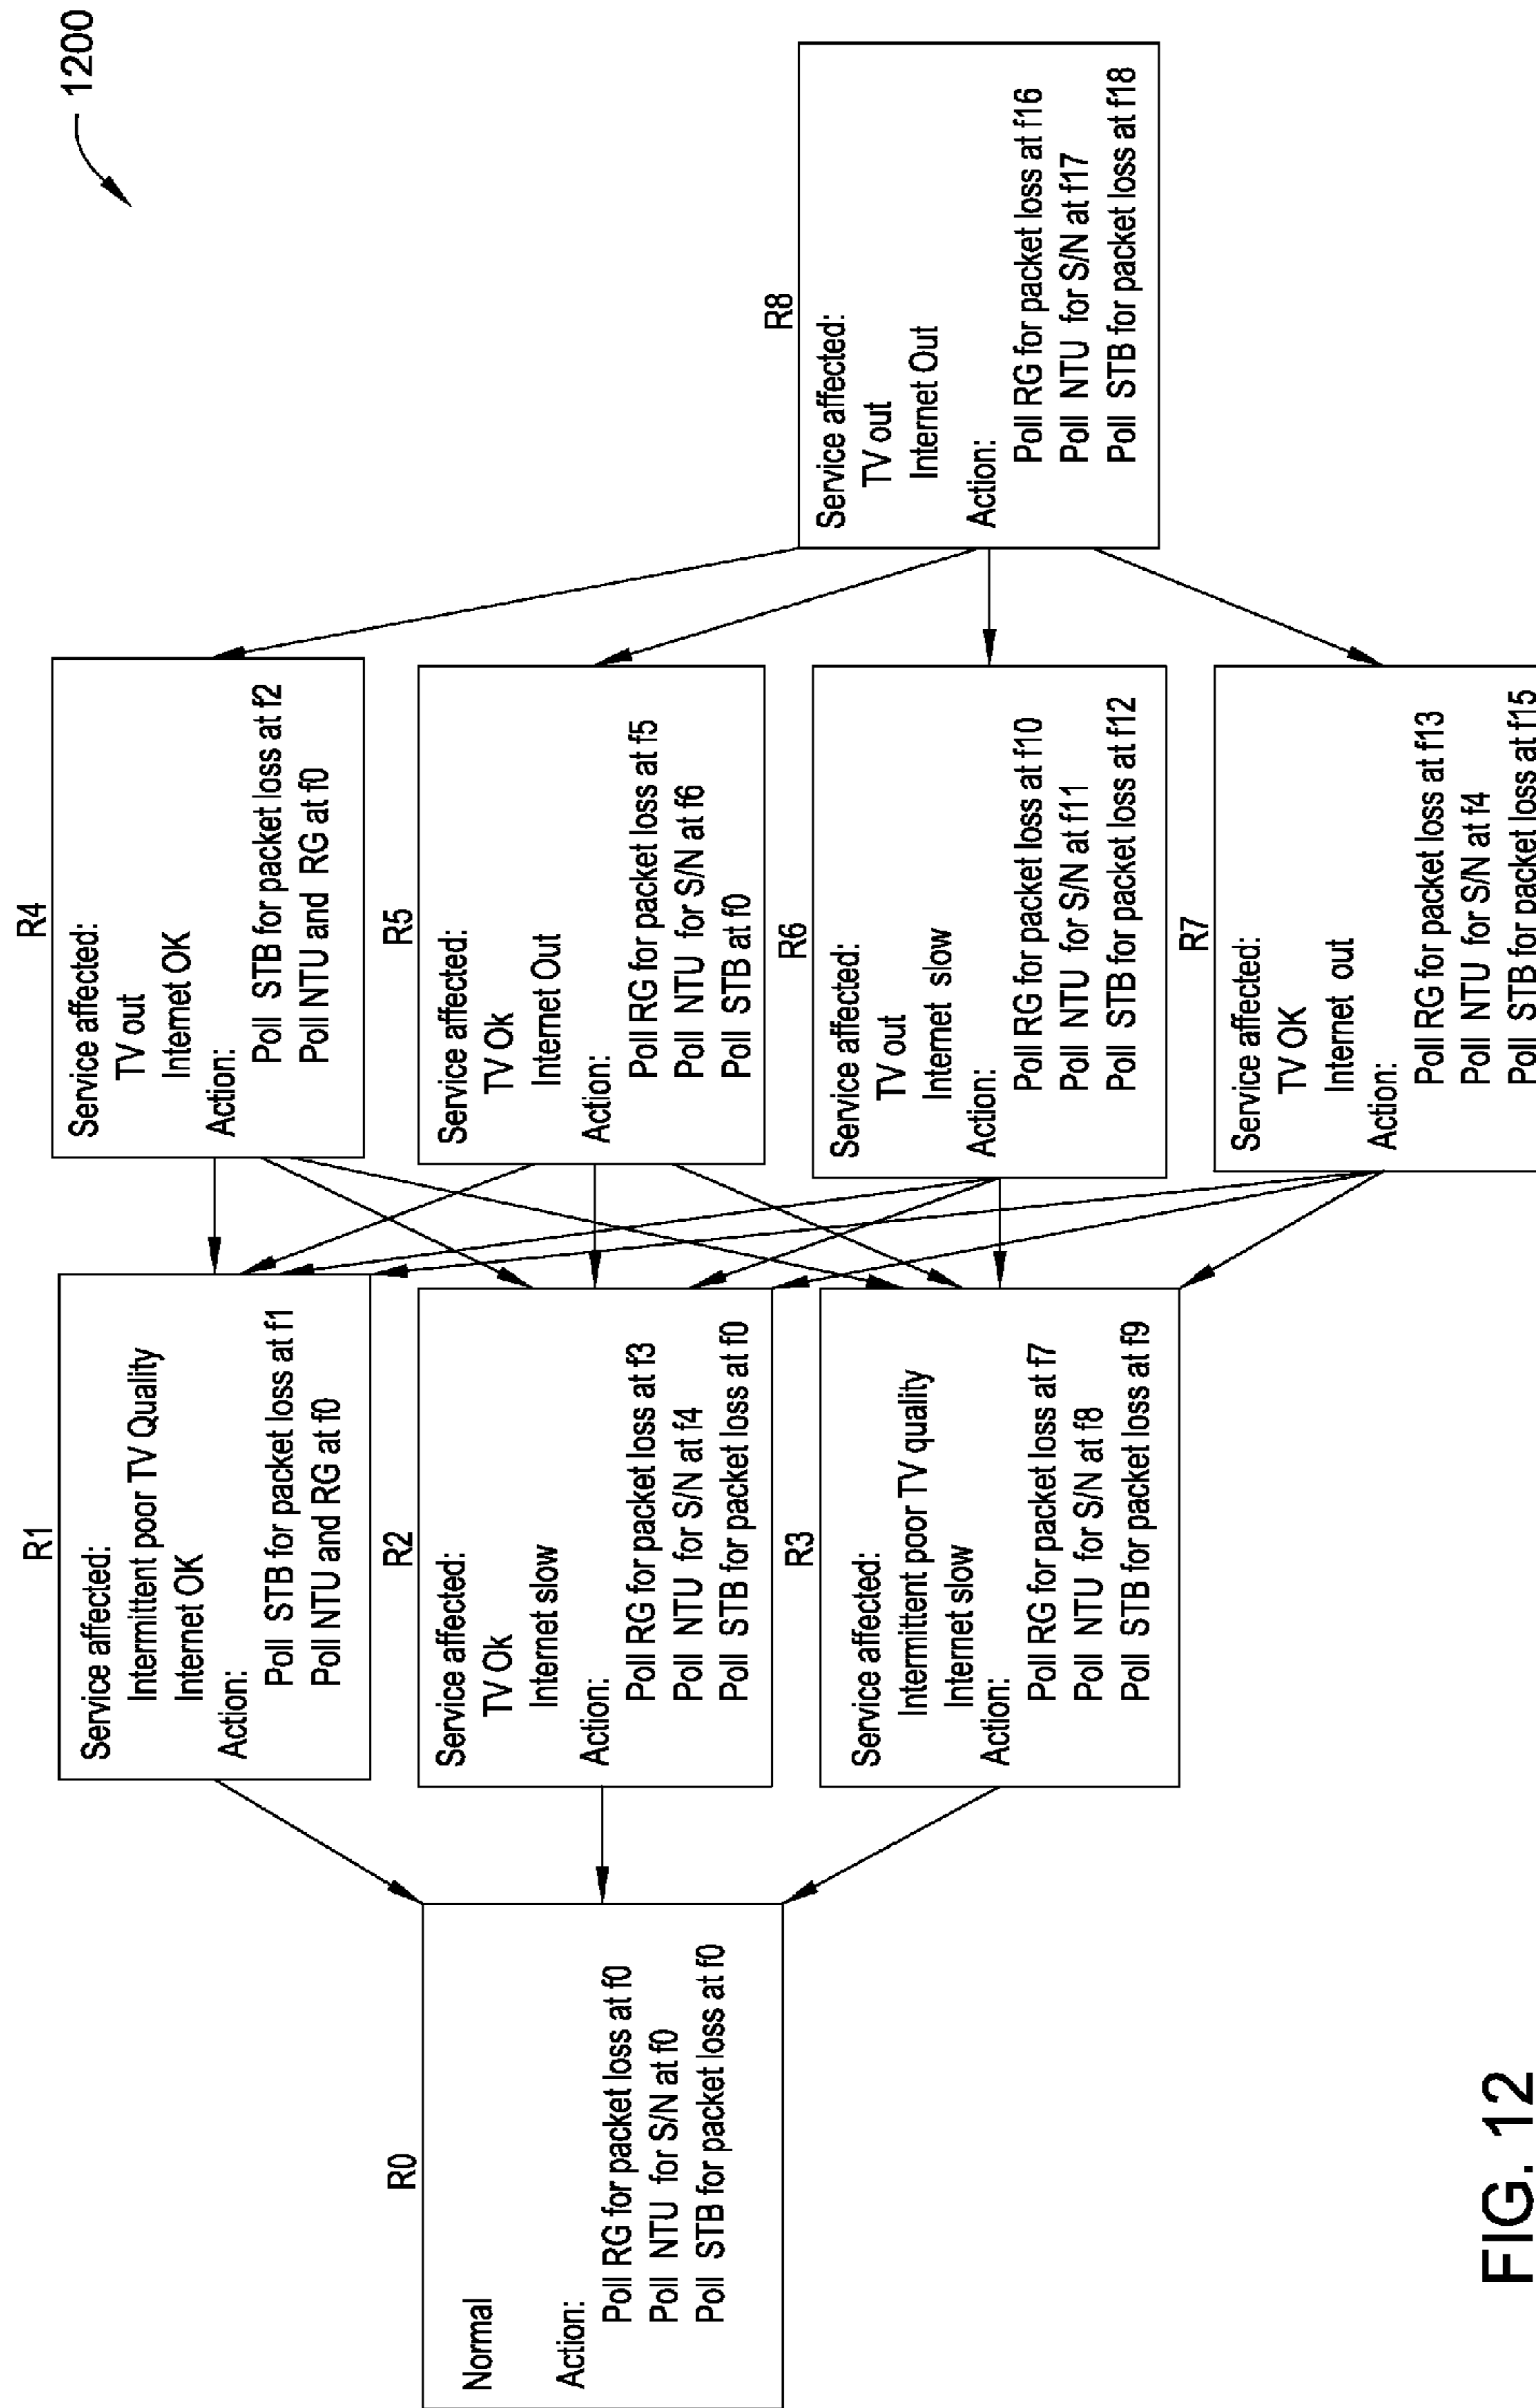 1200
R0
Normal
Action:
Poll RG for packet loss at f0
Poll NTU for S/N at f0
Poll STB for packet loss at f0
R1
Service affected:
Intermittent poor TV Quality
Internet OK
Action:
Poll STB for packet loss at f1
Poll NTU and RG at f0
R2
Service affected:
TV Ok
Internet slow
Action:
Poll RG for packet loss at f3
Poll NTU for S/N at f4
Poll STB for packet loss at f0
R3
Service affected:
Intermittent poor TV quality
Internet slow
Action:
Poll RG for packet loss at f7
Poll NTU for S/N at f8
Poll STB for packet loss at f9
R4
Service affected:
TV out
Internet OK
Action:
Poll STB for packet loss at f2
Poll NTU and RG at f0
R5
Service affected:
TV Ok
Internet Out
Action:
Poll RG for packet loss at f5
Poll NTU for S/N at f6
Poll STB at f0
R6
Service affected:
TV out
Internet slow
Action:
Poll RG for packet loss at f10
Poll NTU for S/N at f11
Poll STB for packet loss at f12
R7
Service affected:
TV OK
Internet out
Action:
Poll RG for packet loss at f13
Poll NTU for S/N at f4
Poll STB for packet loss at f15
R8
Service affected:
TV out
Internet Out
Action:
Poll RG for packet loss at f16
Poll NTU for S/N at f17
Poll STB for packet loss at f18
FIG. 12